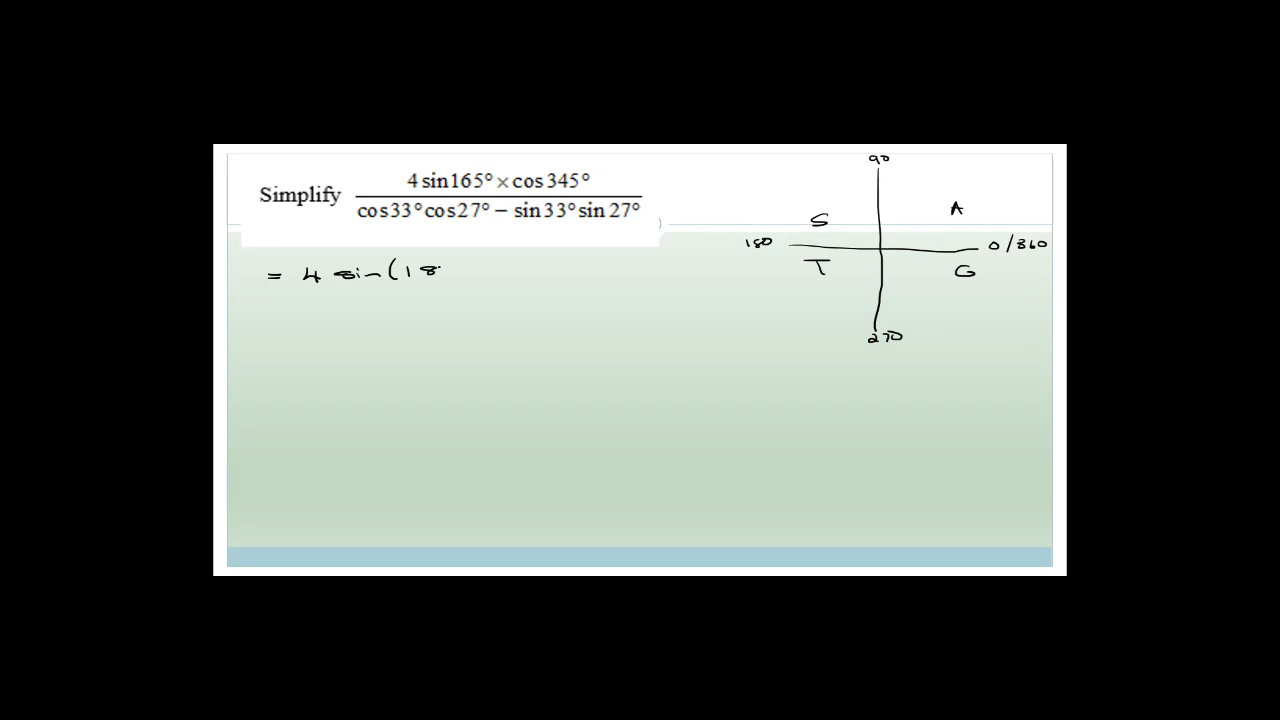 Simplify 4 sin165° × cos345°
cos33°cos27° − sin33°sin27°
= 4 sin(18
90
S A
180 0/360
T C
270